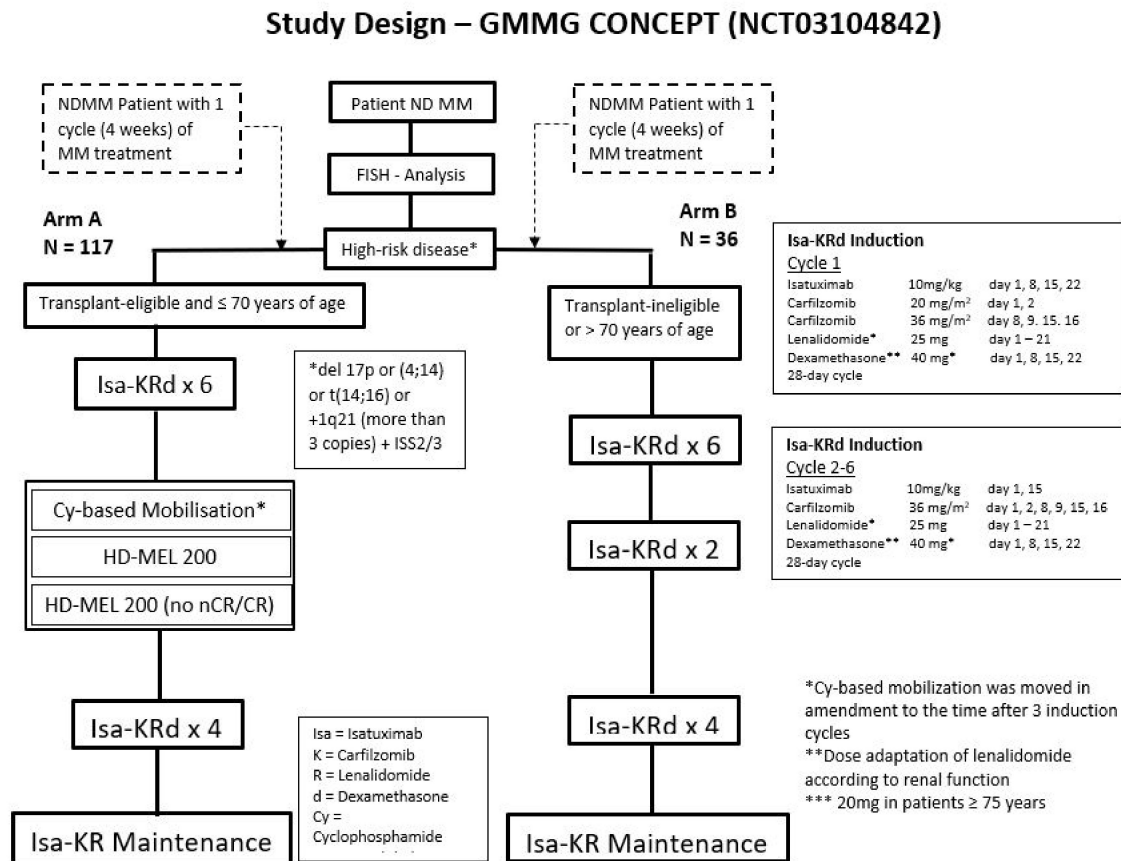 Study Design – GMMG CONCEPT (NCT03104842)
NDMM Patient with 1
cycle (4 weeks) of
MM treatment
Patient ND MM
NDMM Patient with 1
cycle (4 weeks) of
MM treatment
FISH - Analysis
Arm A
N = 117
High-risk disease*
Arm B
N = 36
Transplant-eligible and ≤ 70 years of age
Transplant-ineligible
or > 70 years of age
Isa-KRd x 6
*del 17p or (4;14)
or t(14;16) or
+1q21 (more than
3 copies) + ISS2/3
Isa-KRd x 6
Cy-based Mobilisation*
HD-MEL 200
HD-MEL 200 (no nCR/CR)
Isa-KRd x 2
Isa-KRd x 4
Isa-KRd x 4
Isa = Isatuximab
K = Carfilzomib
R = Lenalidomide
d = Dexamethasone
Cy =
Cyclophosphamide
Isa-KR Maintenance
Isa-KR Maintenance
Isa-KRd Induction
Cycle 1
Isatuximab 10mg/kg day 1, 8, 15, 22
Carfilzomib 20 mg/m² day 1, 2
Carfilzomib 36 mg/m² day 8, 9. 15. 16
Lenalidomide* 25 mg day 1 – 21
Dexamethasone** 40 mg* day 1, 8, 15, 22
28-day cycle
Isa-KRd Induction
Cycle 2-6
Isatuximab 10mg/kg day 1, 15
Carfilzomib 36 mg/m² day 1, 2, 8, 9, 15, 16
Lenalidomide* 25 mg day 1 – 21
Dexamethasone** 40 mg* day 1, 8, 15, 22
28-day cycle
*Cy-based mobilization was moved in
amendment to the time after 3 induction
cycles
**Dose adaptation of lenalidomide
according to renal function
*** 20mg in patients ≥ 75 years